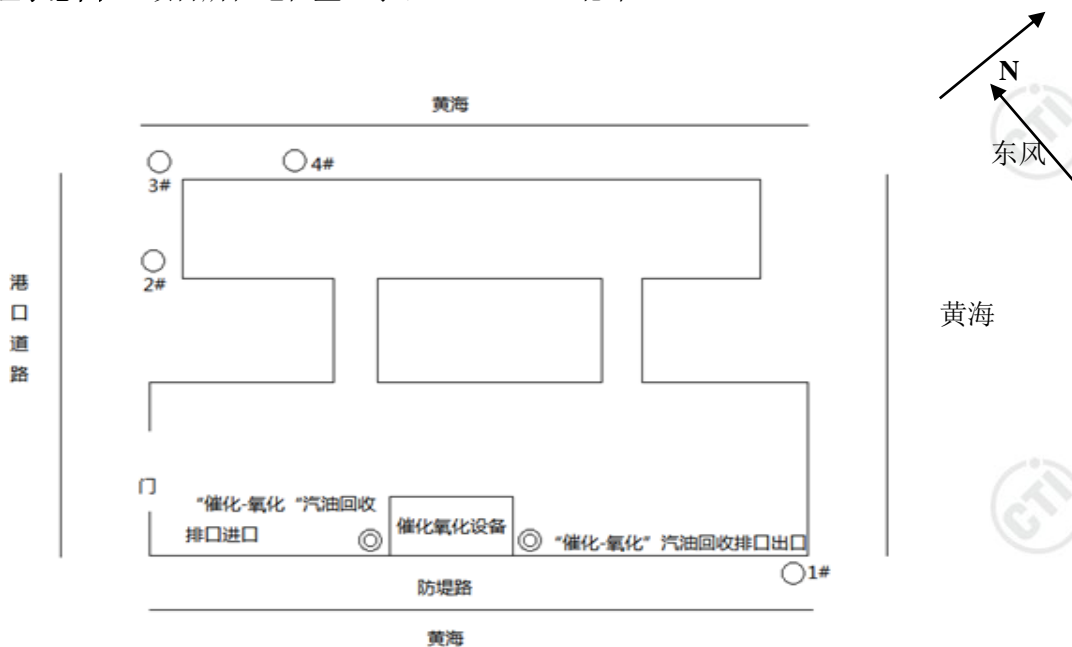 N
黄海
东风
4#
3#
2#
港口道路
黄海
门
“催化-氧化 ”汽油回收
排口进口
催化氧化设备
“催化-氧化” 汽油回收排口出口
1#
防堤路
黄海
CTI
CTI